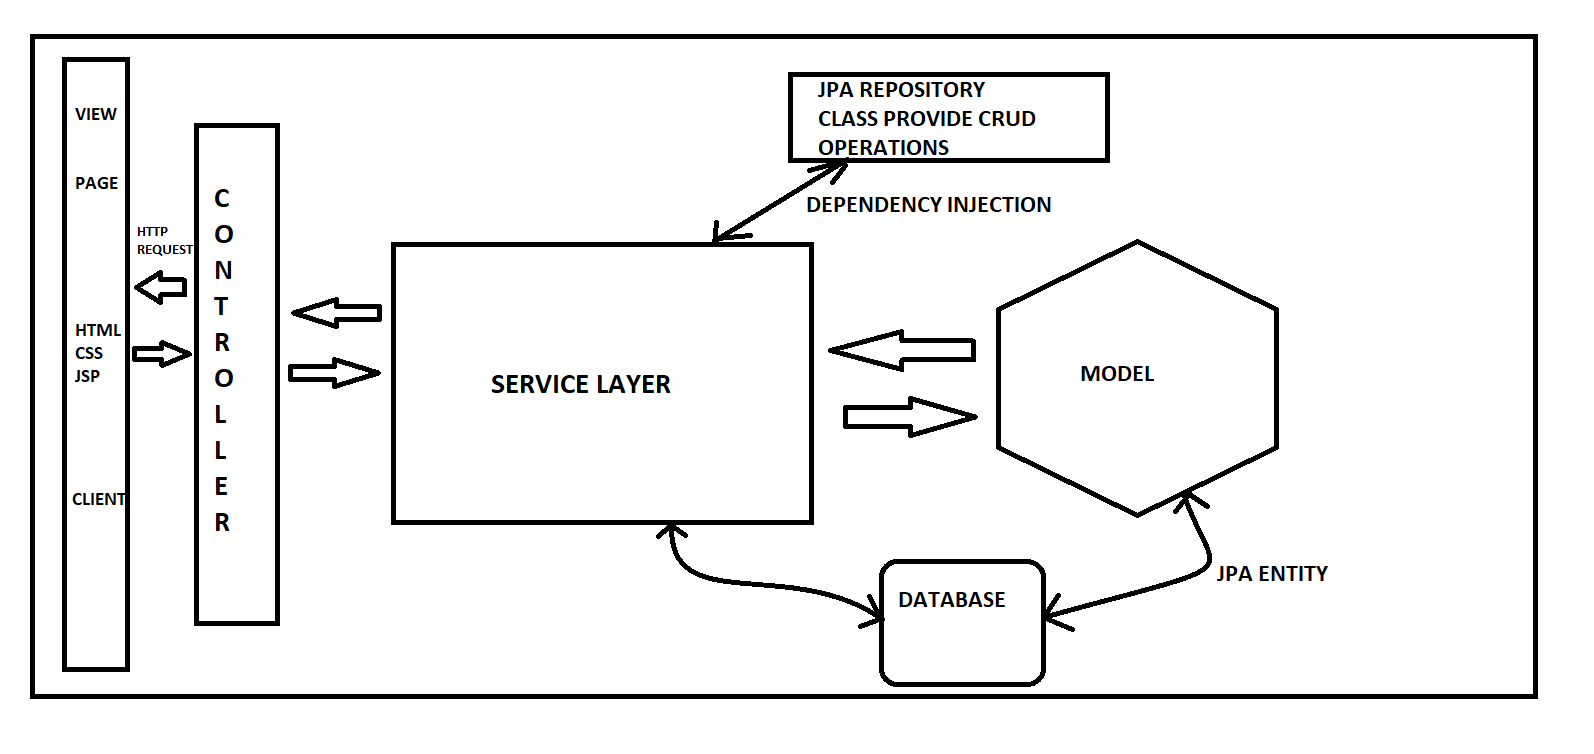 VIEW
PAGE
HTML
CSS
JSP
CLIENT
HTTP
REQUEST
C
O
N
T
R
O
L
L
E
R
SERVICE LAYER
JPA REPOSITORY
CLASS PROVIDE CRUD
OPERATIONS
DEPENDENCY INJECTION
MODEL
DATABASE
JPA ENTITY